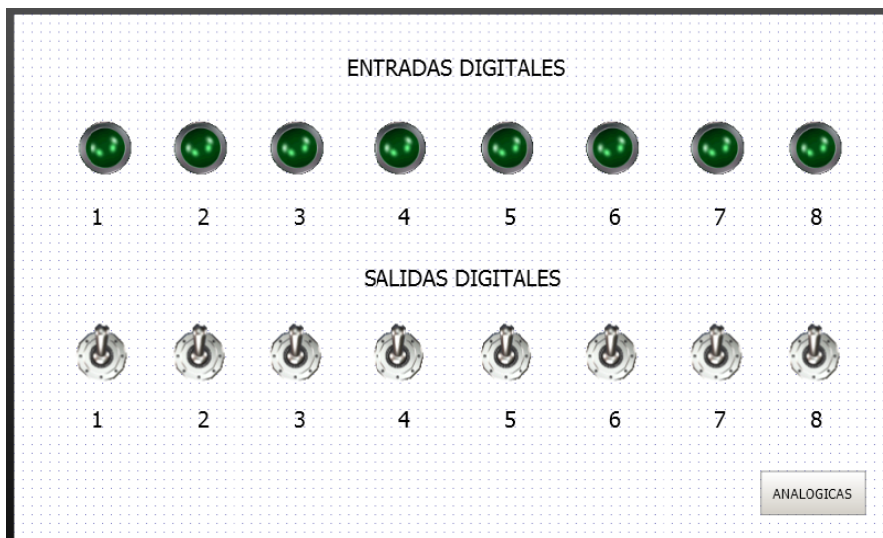 ENTRADAS DIGITALES
1 2 3 4 5 6 7 8
SALIDAS DIGITALES
1 2 3 4 5 6 7 8
ANALOGICAS